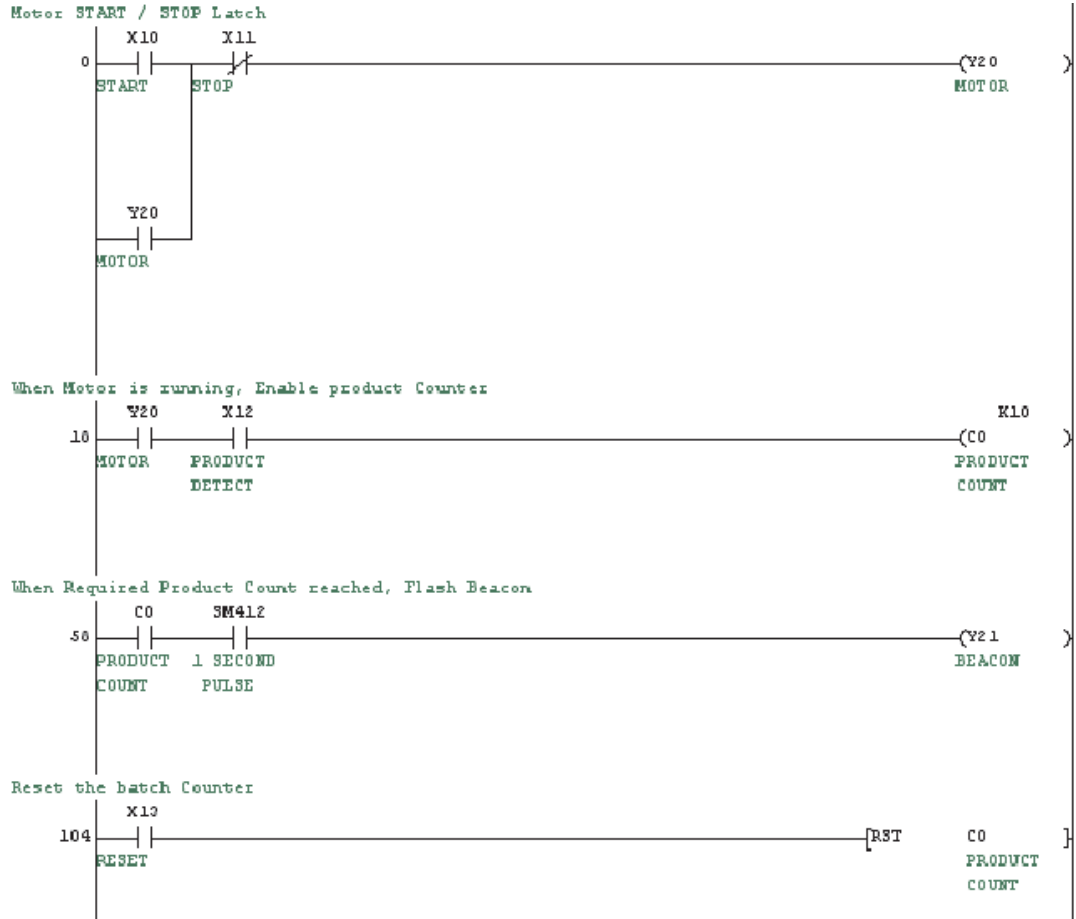 Motor START / STOP Latch
X10 X11
0 (Y20 )
START STOP MOTOR
Y20
MOTOR
When Motor is running, Enable product Counter
Y20 X12 K10
18 (C0 )
MOTOR PRODUCT PRODUCT
DETECT COUNT
When Required Product Count reached, Flash Beacon
C0 SM412
58 (Y21 )
PRODUCT 1 SECOND BEACON
COUNT PULSE
Reset the batch Counter
X13
104 [RST C0 ]
RESET PRODUCT
COUNT